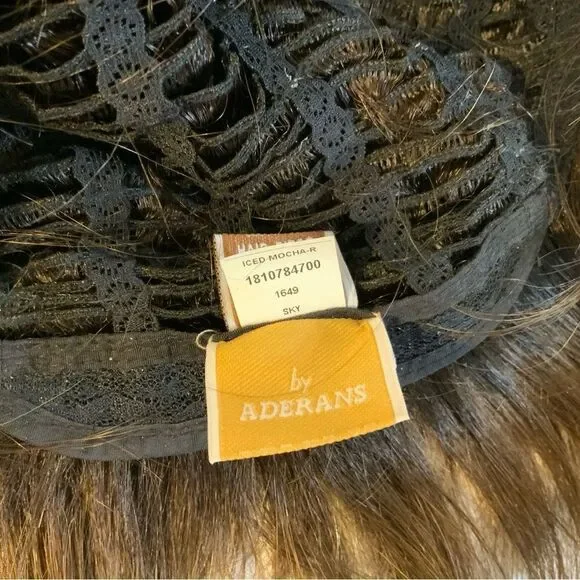 ICED-MOCHA-R
1810784700
1649
SKY
by
ADERANS